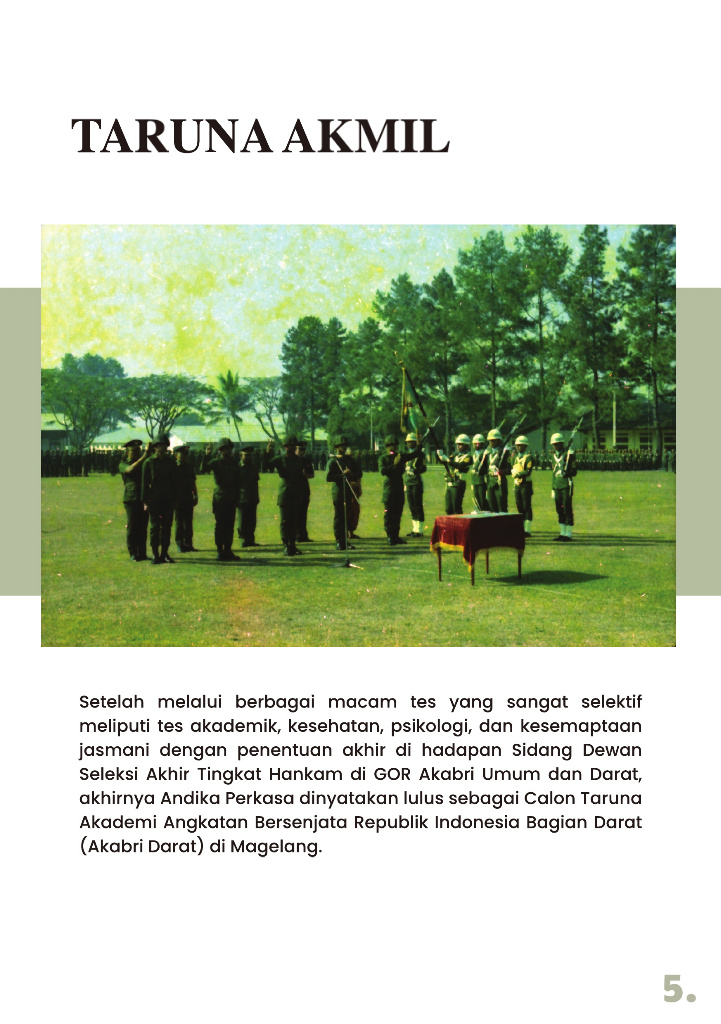 TARUNA AKMIL
Setelah melalui berbagai macam tes yang sangat selektif
meliputi tes akademik, kesehatan, psikologi, dan kesemaptaan
jasmani dengan penentuan akhir di hadapan Sidang Dewan
Seleksi Akhir Tingkat Hankam di GOR Akabri Umum dan Darat,
akhirnya Andika Perkasa dinyatakan lulus sebagai Calon Taruna
Akademi Angkatan Bersenjata Republik Indonesia Bagian Darat
(Akabri Darat) di Magelang.
5.